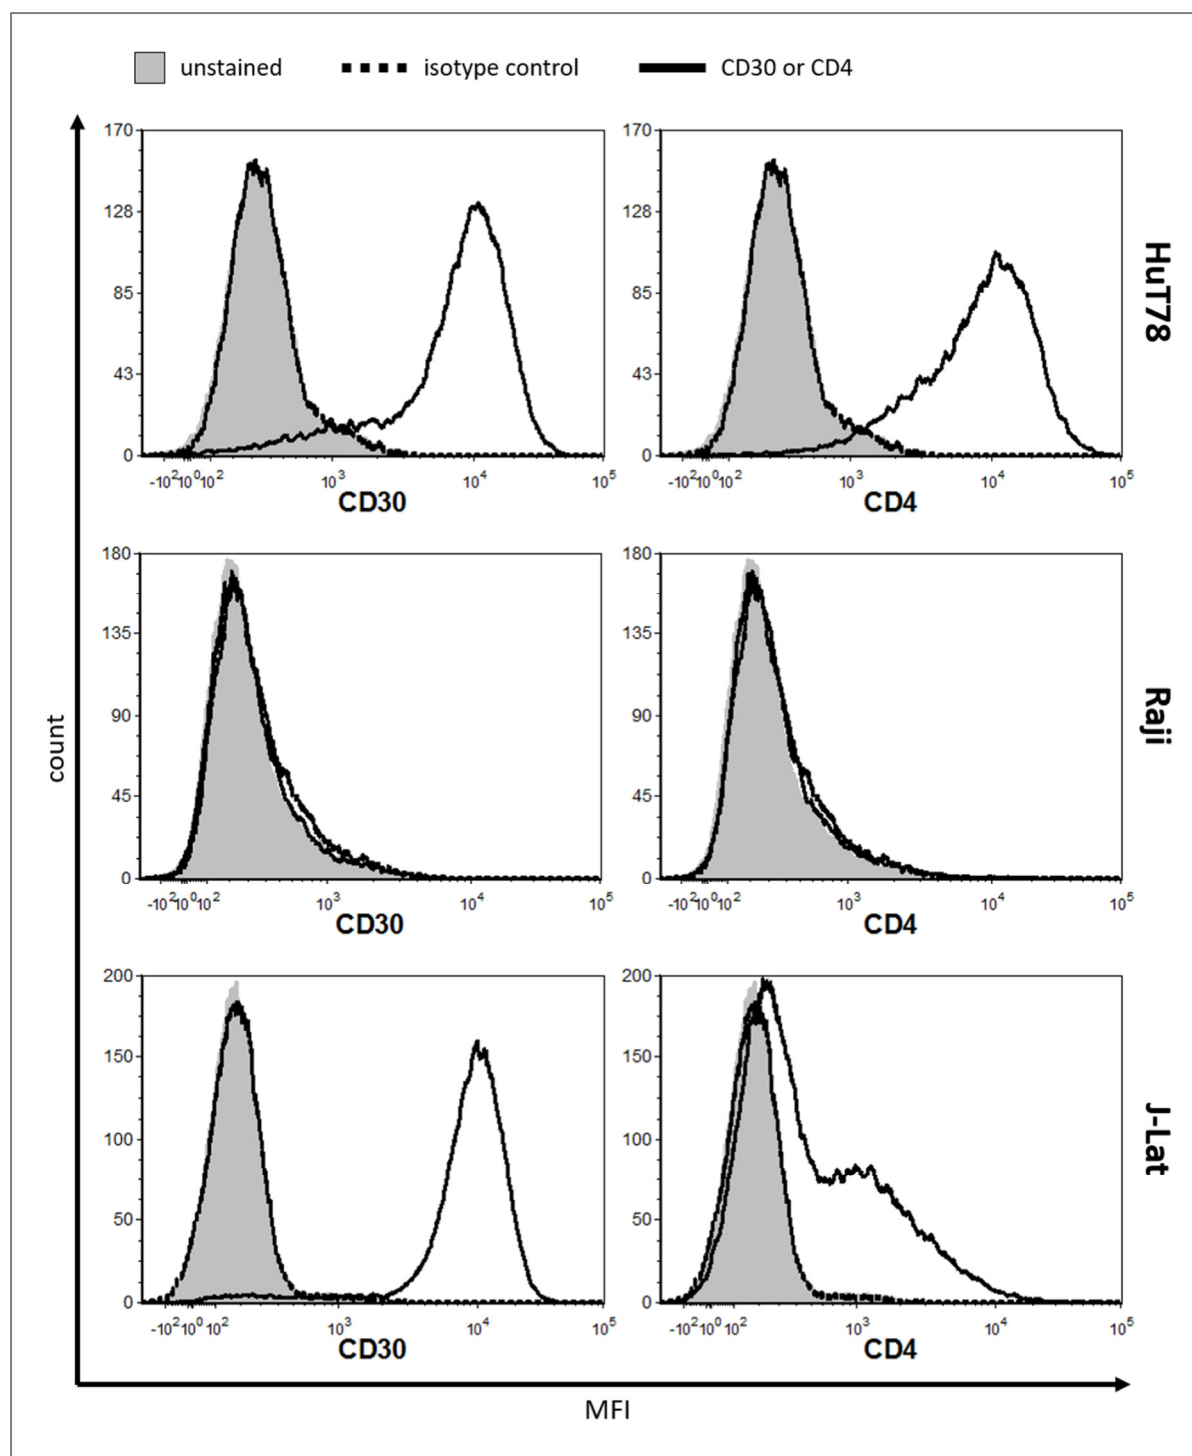 unstained isotype control CD30 or CD4
170 128 85 43 0
-10² 10⁰ 10² 10³ 10⁴ 10⁵
CD30
170 128 85 43 0
-10² 10⁰ 10² 10³ 10⁴ 10⁵
CD4
HuT78
180 135 90 45 0
-10² 10⁰ 10² 10³ 10⁴ 10⁵
CD30
180 135 90 45 0
-10² 10⁰ 10² 10³ 10⁴ 10⁵
CD4
Raji
count
200 150 100 50 0
-10² 10⁰ 10² 10³ 10⁴ 10⁵
CD30
200 150 100 50 0
-10² 10⁰ 10² 10³ 10⁴ 10⁵
CD4
J-Lat
MFI